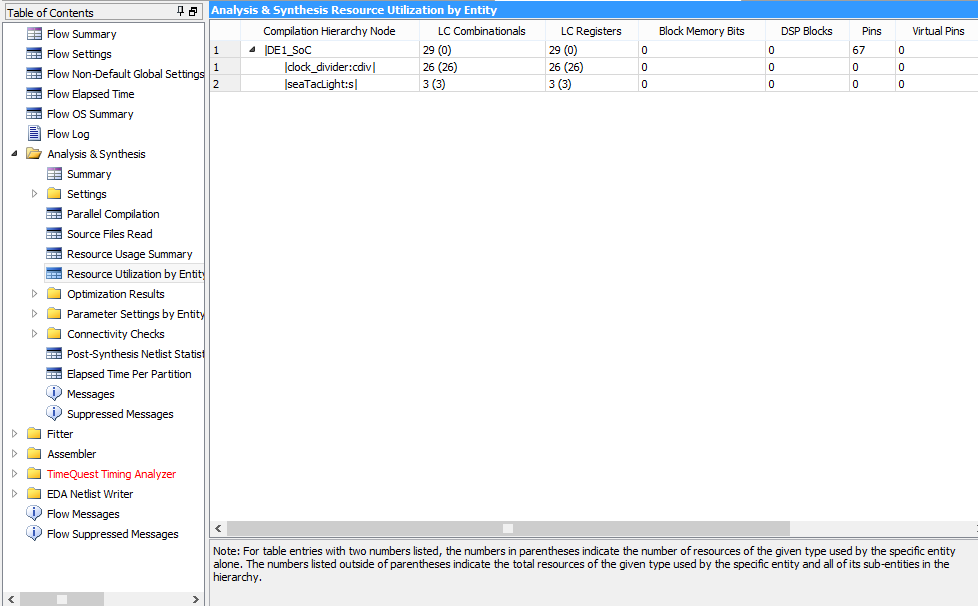 Table of Contents
Flow Summary
Flow Settings
Flow Non-Default Global Settings
Flow Elapsed Time
Flow OS Summary
Flow Log
Analysis & Synthesis
Summary
Settings
Parallel Compilation
Source Files Read
Resource Usage Summary
Resource Utilization by Entity
Optimization Results
Parameter Settings by Entity
Connectivity Checks
Post-Synthesis Netlist Statist
Elapsed Time Per Partition
Messages
Suppressed Messages
Fitter
Assembler
TimeQuest Timing Analyzer
EDA Netlist Writer
Flow Messages
Flow Suppressed Messages
Analysis & Synthesis Resource Utilization by Entity
Compilation Hierarchy Node LC Combinationals LC Registers Block Memory Bits DSP Blocks Pins Virtual Pins
1 |DE1_SoC 29 (0) 29 (0) 0 0 67 0
1 |clock_divider:cdiv| 26 (26) 26 (26) 0 0 0 0
2 |seaTacLight:s| 3 (3) 3 (3) 0 0 0 0
Note: For table entries with two numbers listed, the numbers in parentheses indicate the number of resources of the given type used by the specific entity
alone. The numbers listed outside of parentheses indicate the total resources of the given type used by the specific entity and all of its sub-entities in the
hierarchy.